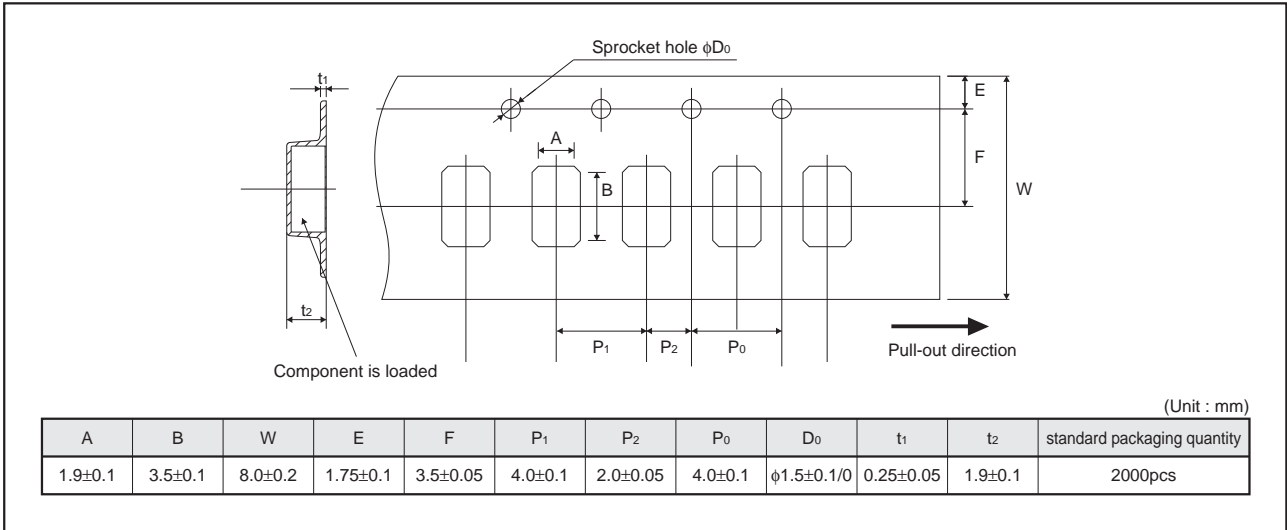 Sprocket hole ϕD0
t1
E
A
F
B
W
t2
P1
P2
P0
Pull-out direction
Component is loaded
(Unit : mm)
A B W E F P1 P2 P0 D0 t1 t2 standard packaging quantity
1.9±0.1 3.5±0.1 8.0±0.2 1.75±0.1 3.5±0.05 4.0±0.1 2.0±0.05 4.0±0.1 ϕ1.5±0.1/0 0.25±0.05 1.9±0.1 2000pcs